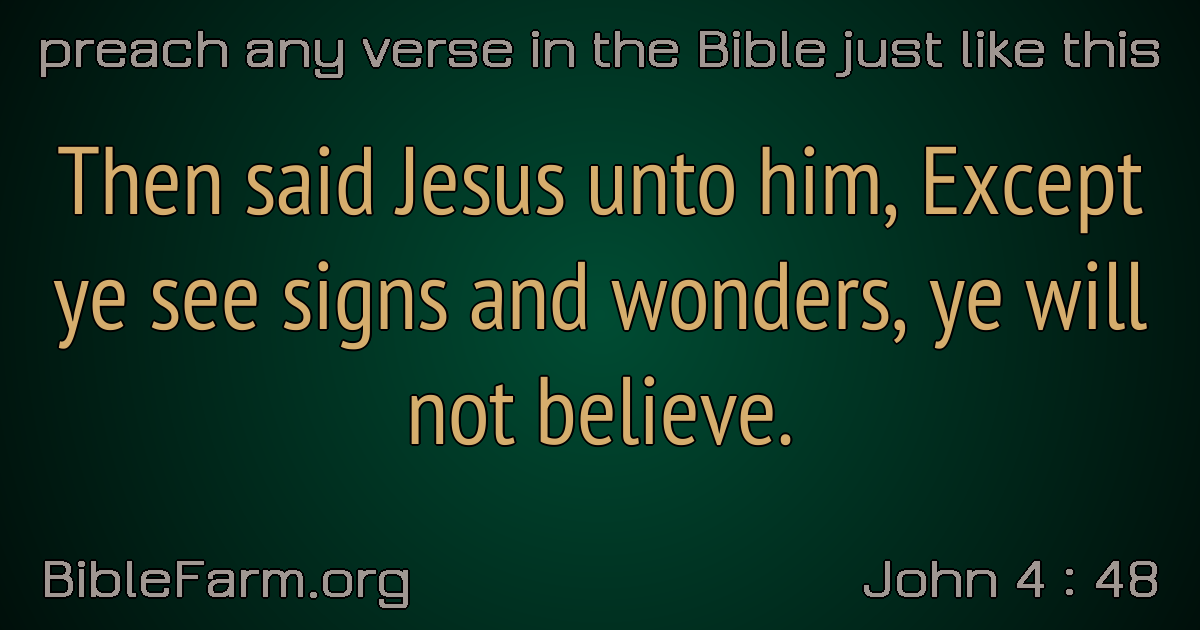 preach any verse in the Bible just like this
Then said Jesus unto him, Except
ye see signs and wonders, ye will
not believe.
BibleFarm.org
John 4 : 48